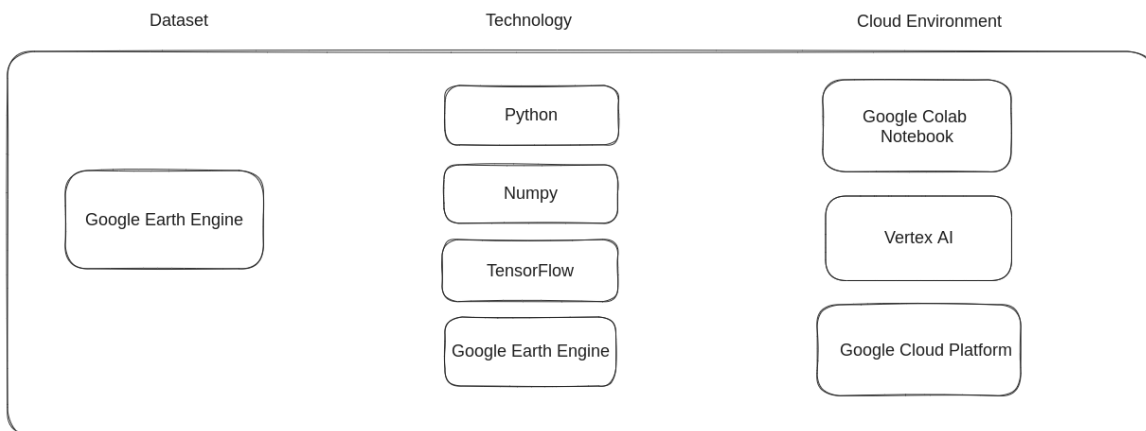 Dataset
Technology
Cloud Environment
Google Earth Engine
Python
Numpy
TensorFlow
Google Earth Engine
Google Colab
Notebook
Vertex AI
Google Cloud Platform